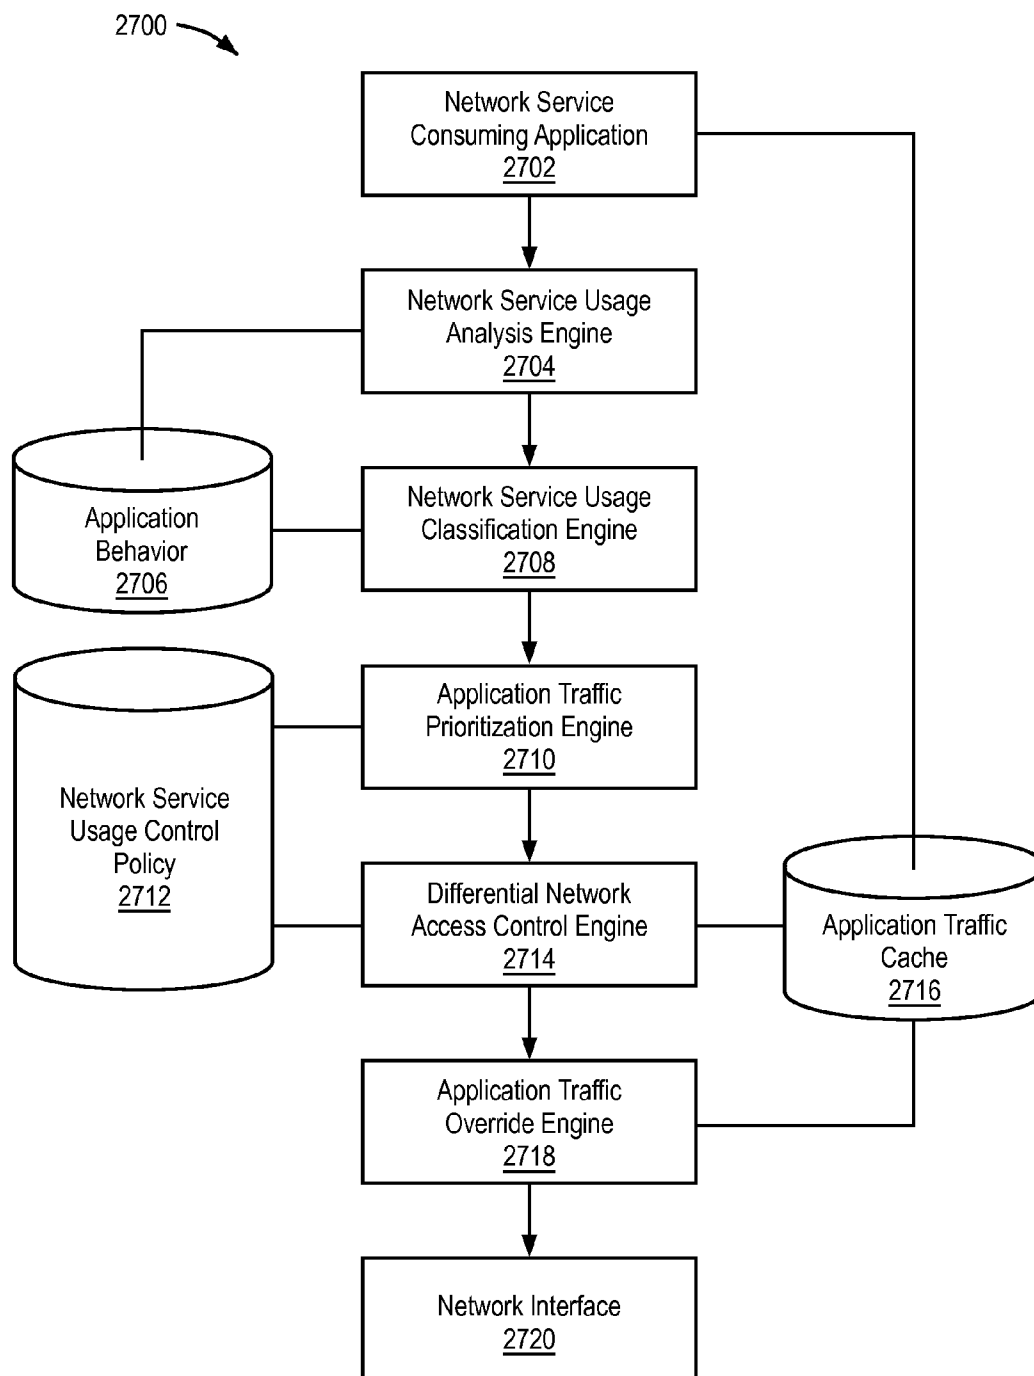 2700
Network Service
Consuming Application
2702
Network Service Usage
Analysis Engine
2704
Application
Behavior
2706
Network Service Usage
Classification Engine
2708
Application Traffic
Prioritization Engine
2710
Network Service
Usage Control
Policy
2712
Differential Network
Access Control Engine
2714
Application Traffic
Cache
2716
Application Traffic
Override Engine
2718
Network Interface
2720